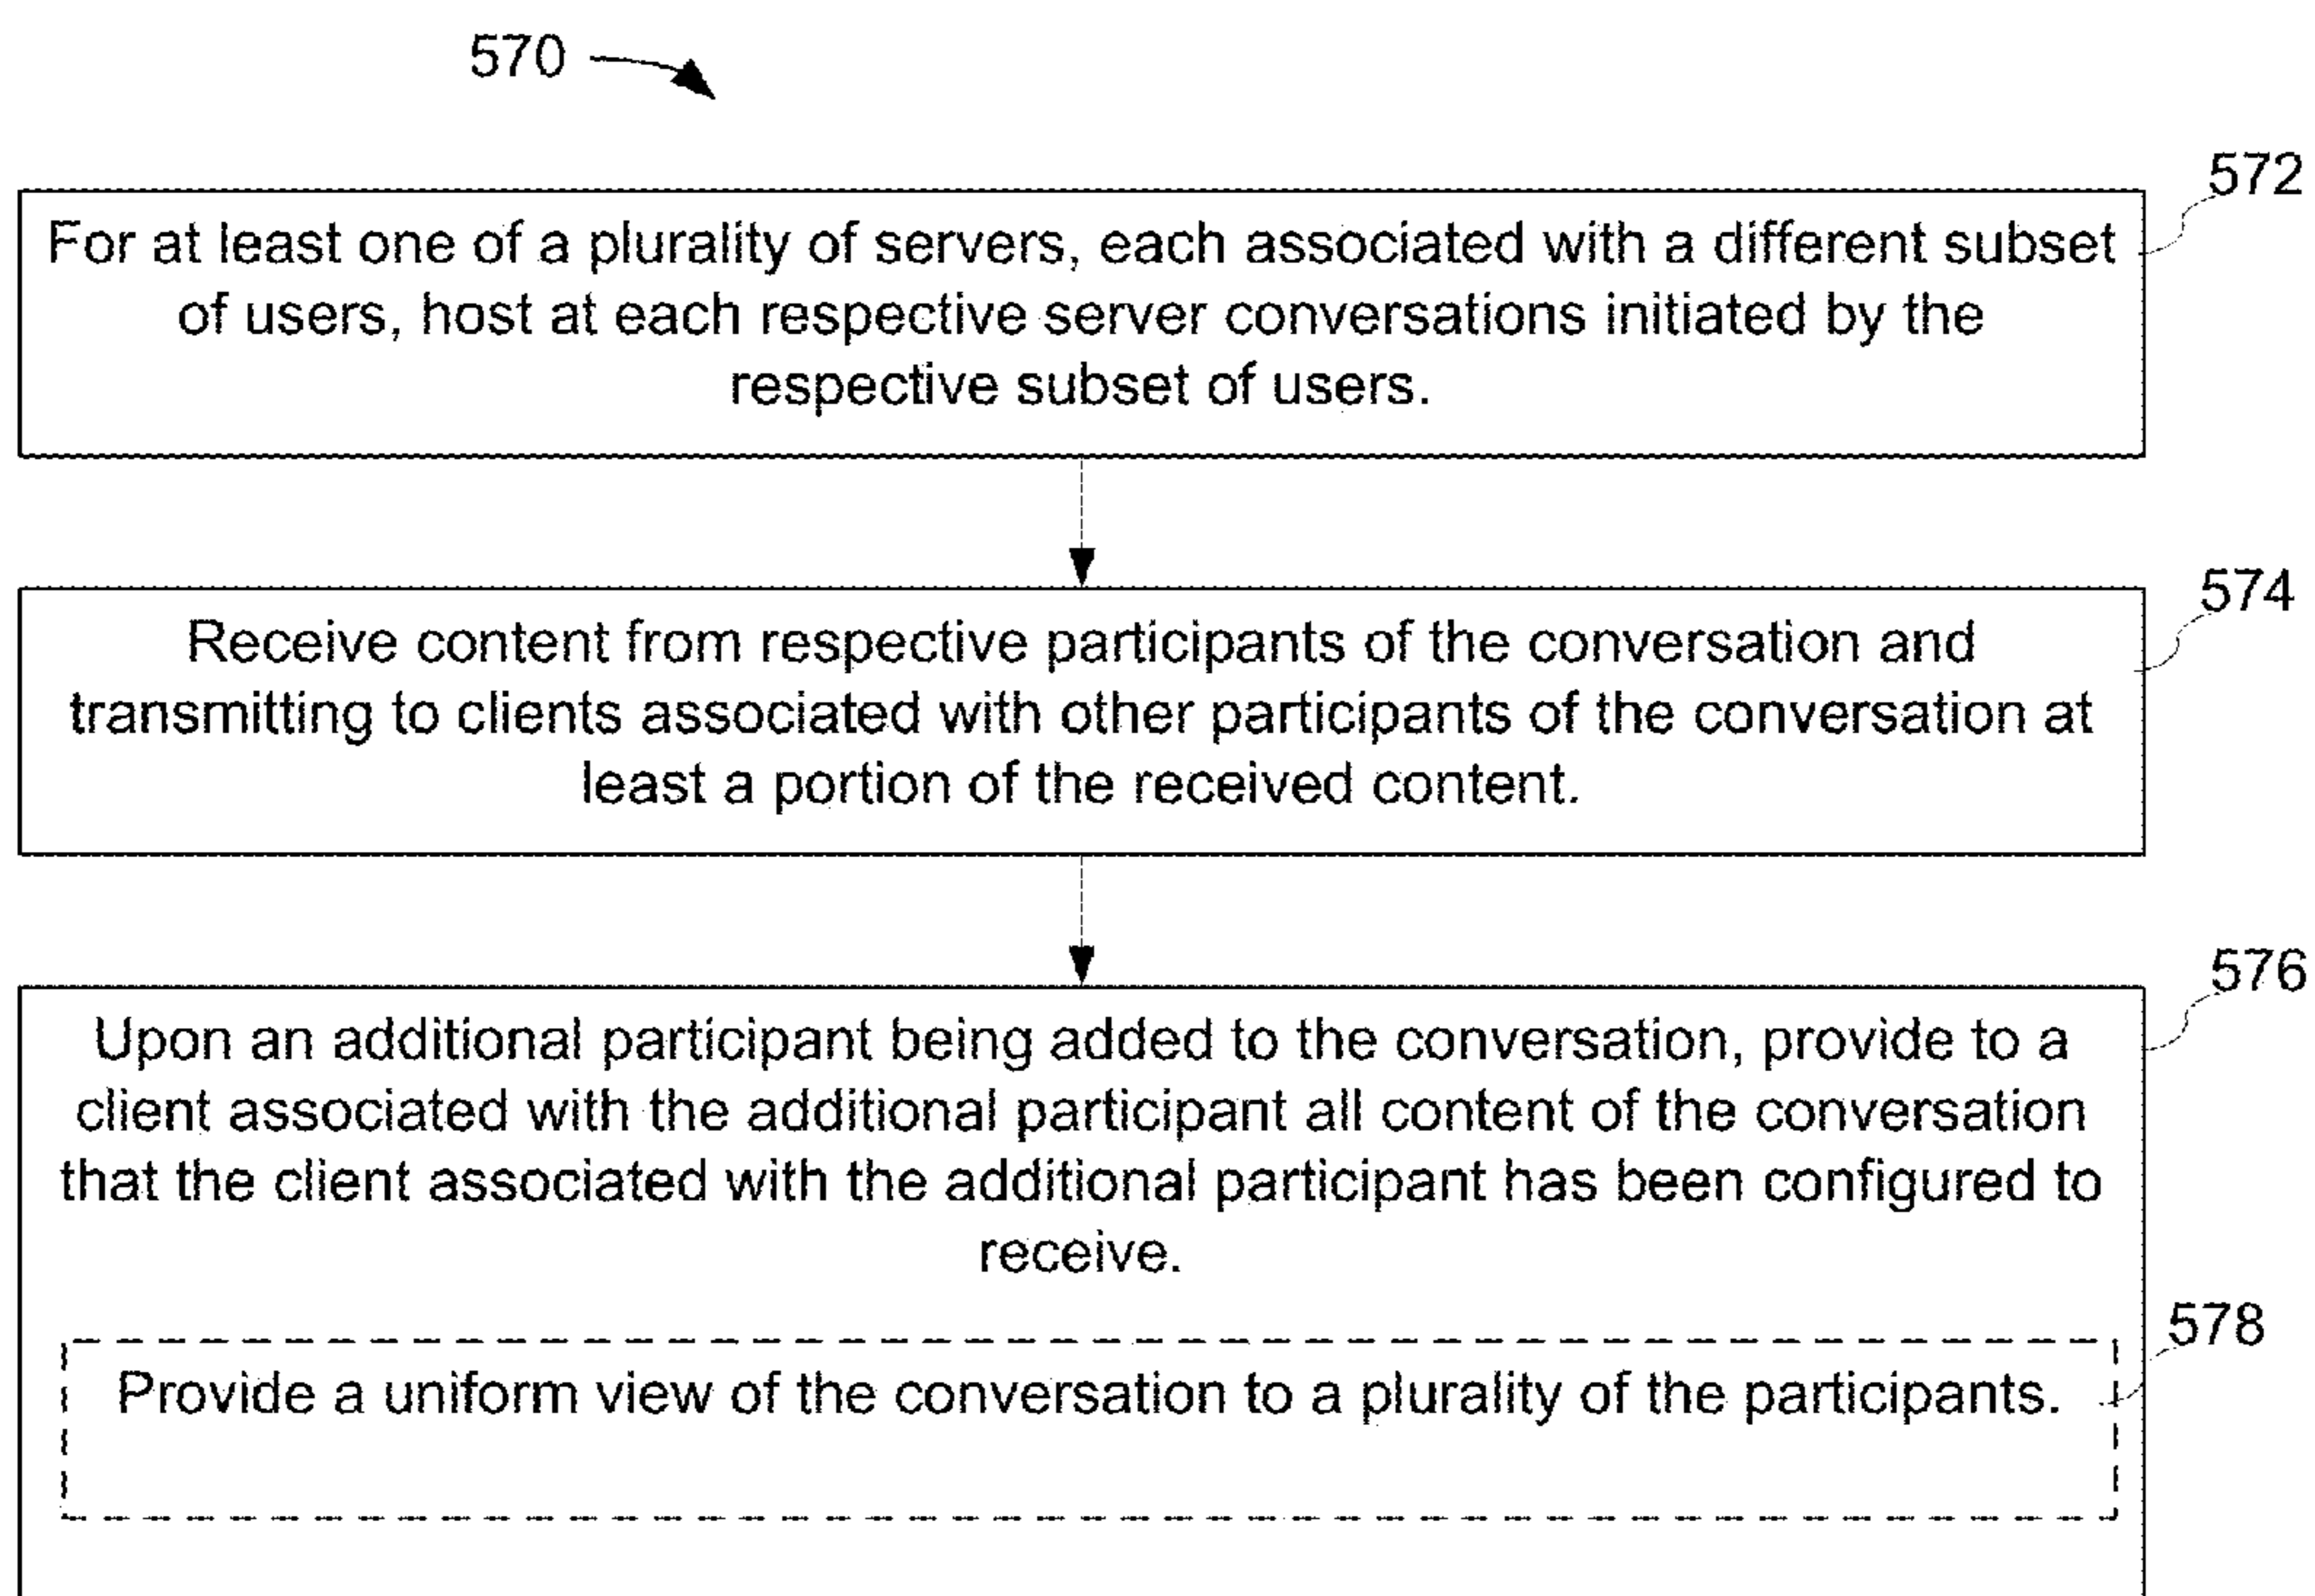 570
572
For at least one of a plurality of servers, each associated with a different subset
of users, host at each respective server conversations initiated by the
respective subset of users.
574
Receive content from respective participants of the conversation and
transmitting to clients associated with other participants of the conversation at
least a portion of the received content.
576
Upon an additional participant being added to the conversation, provide to a
client associated with the additional participant all content of the conversation
that the client associated with the additional participant has been configured to
receive.
578
Provide a uniform view of the conversation to a plurality of the participants.